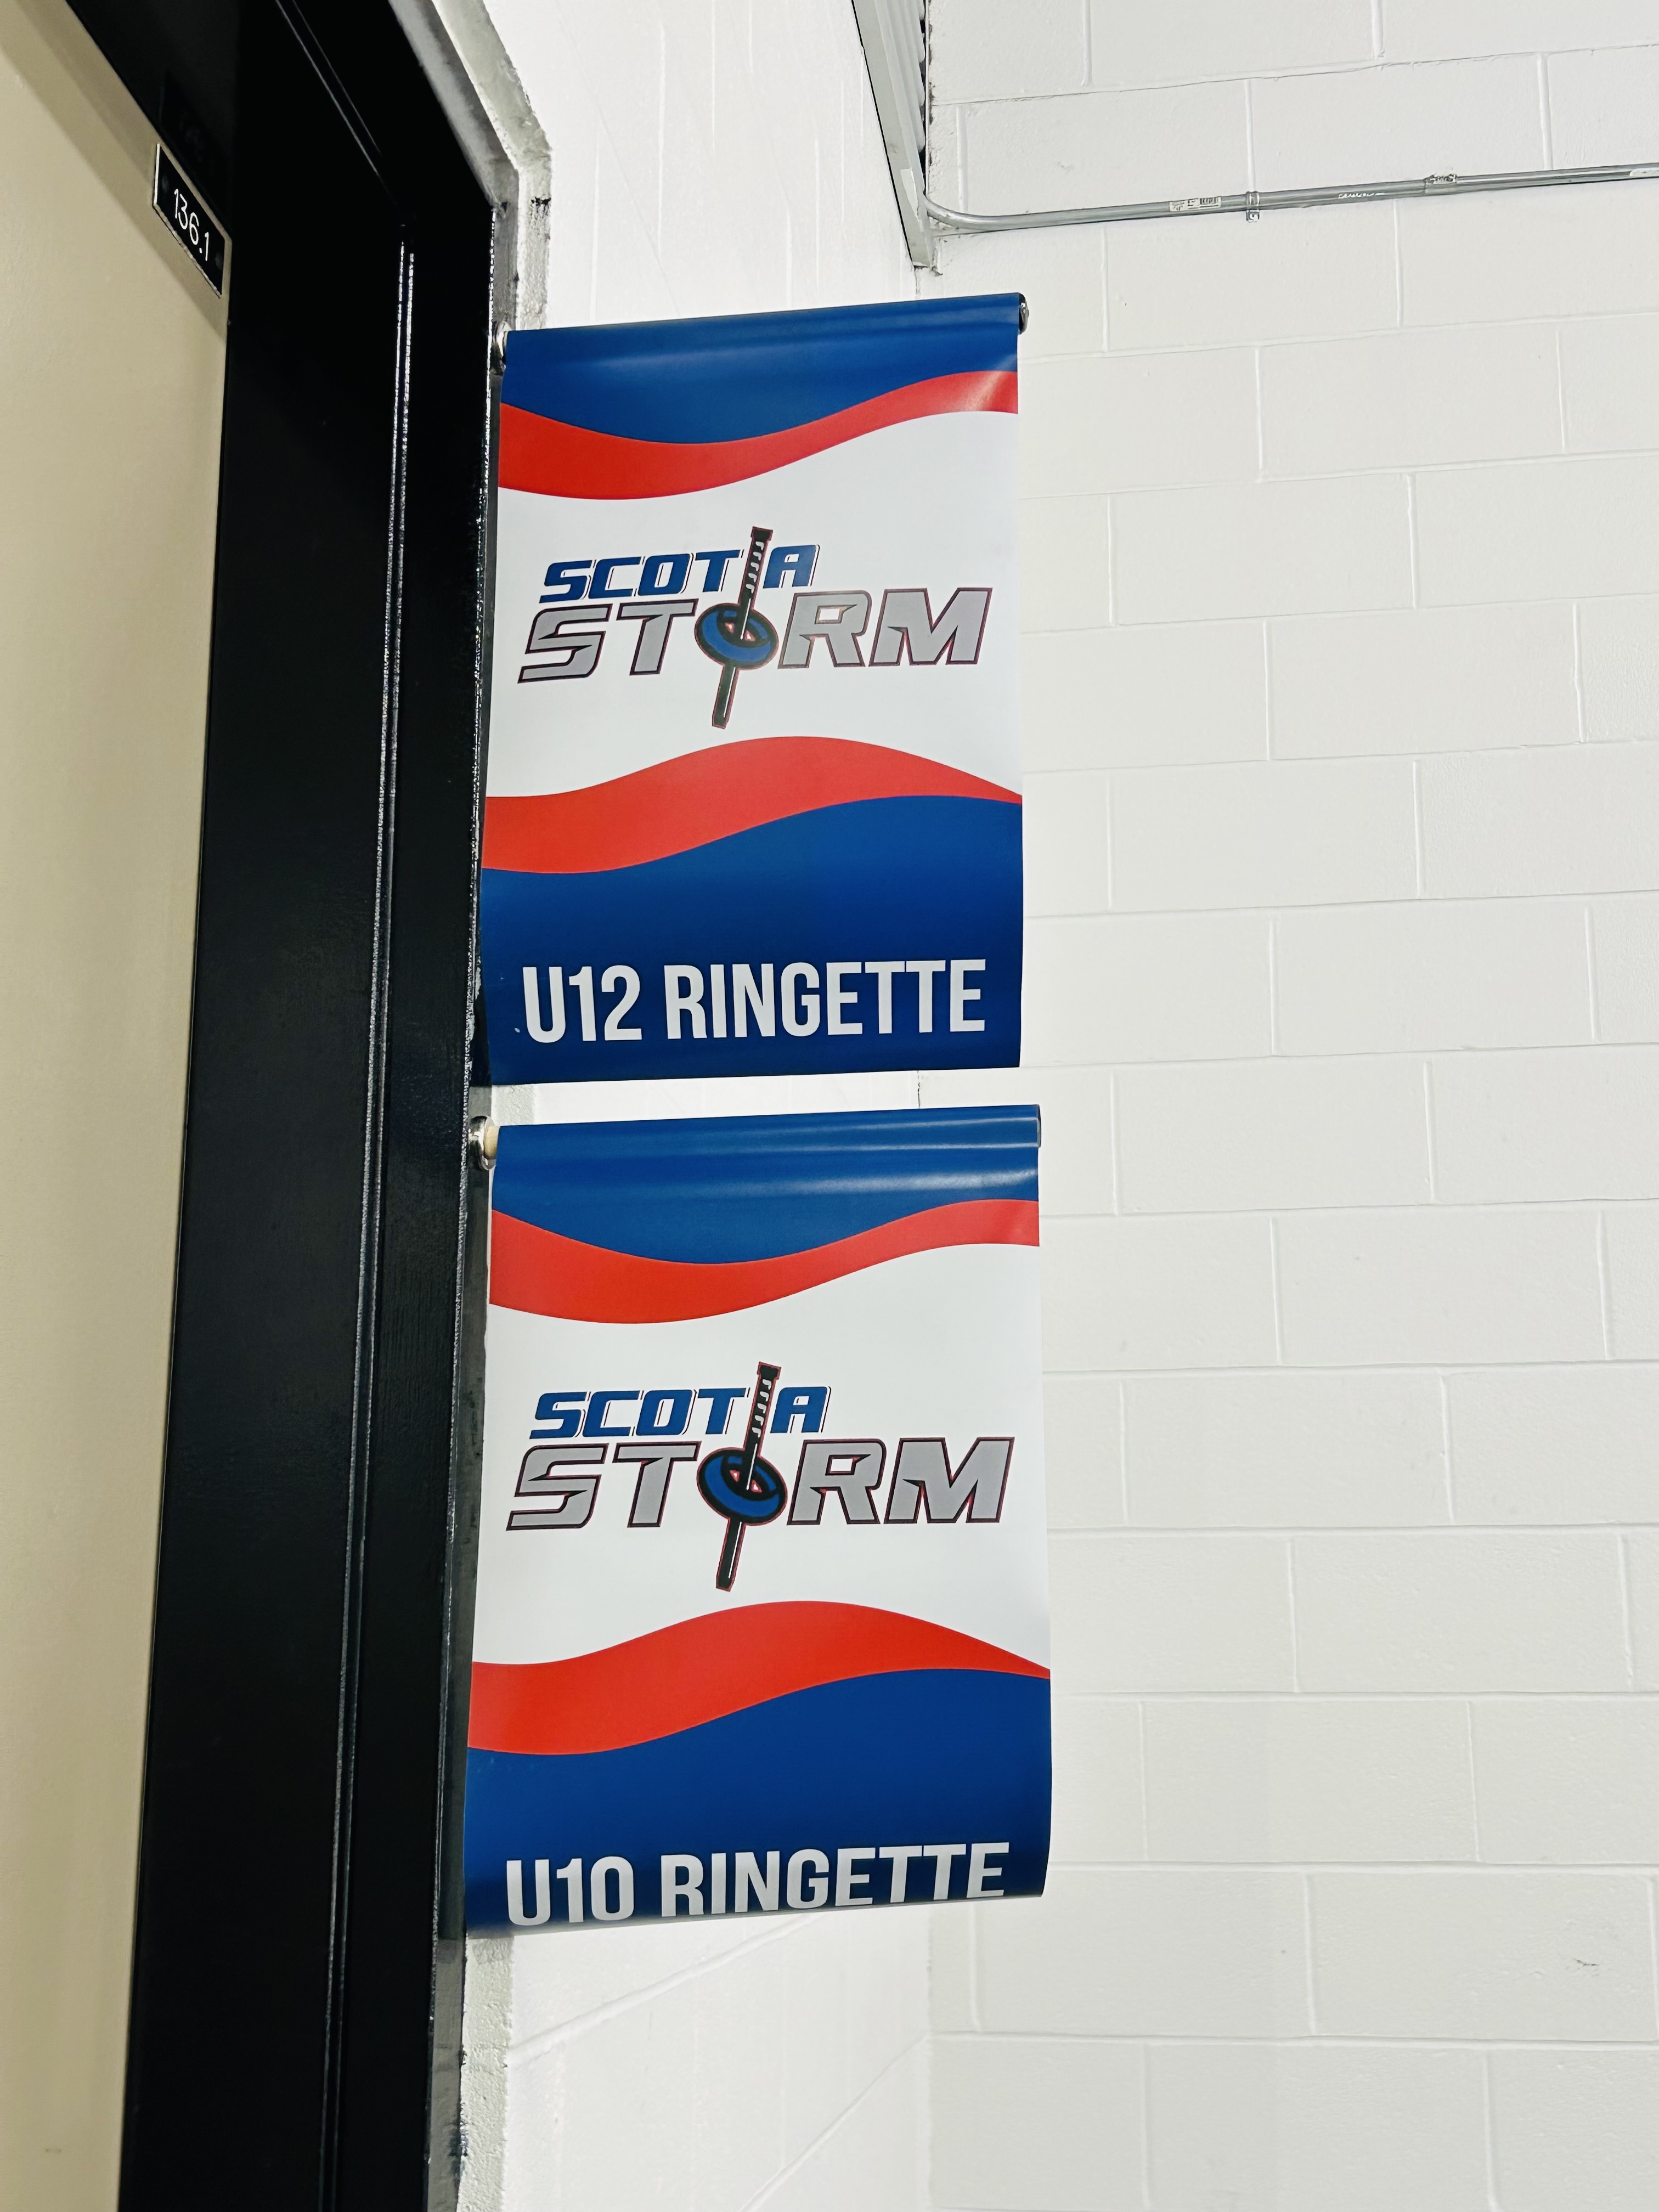 136.1
SCOTIA
STORM
U12 RINGETTE
SCOTIA
STORM
U10 RINGETTE